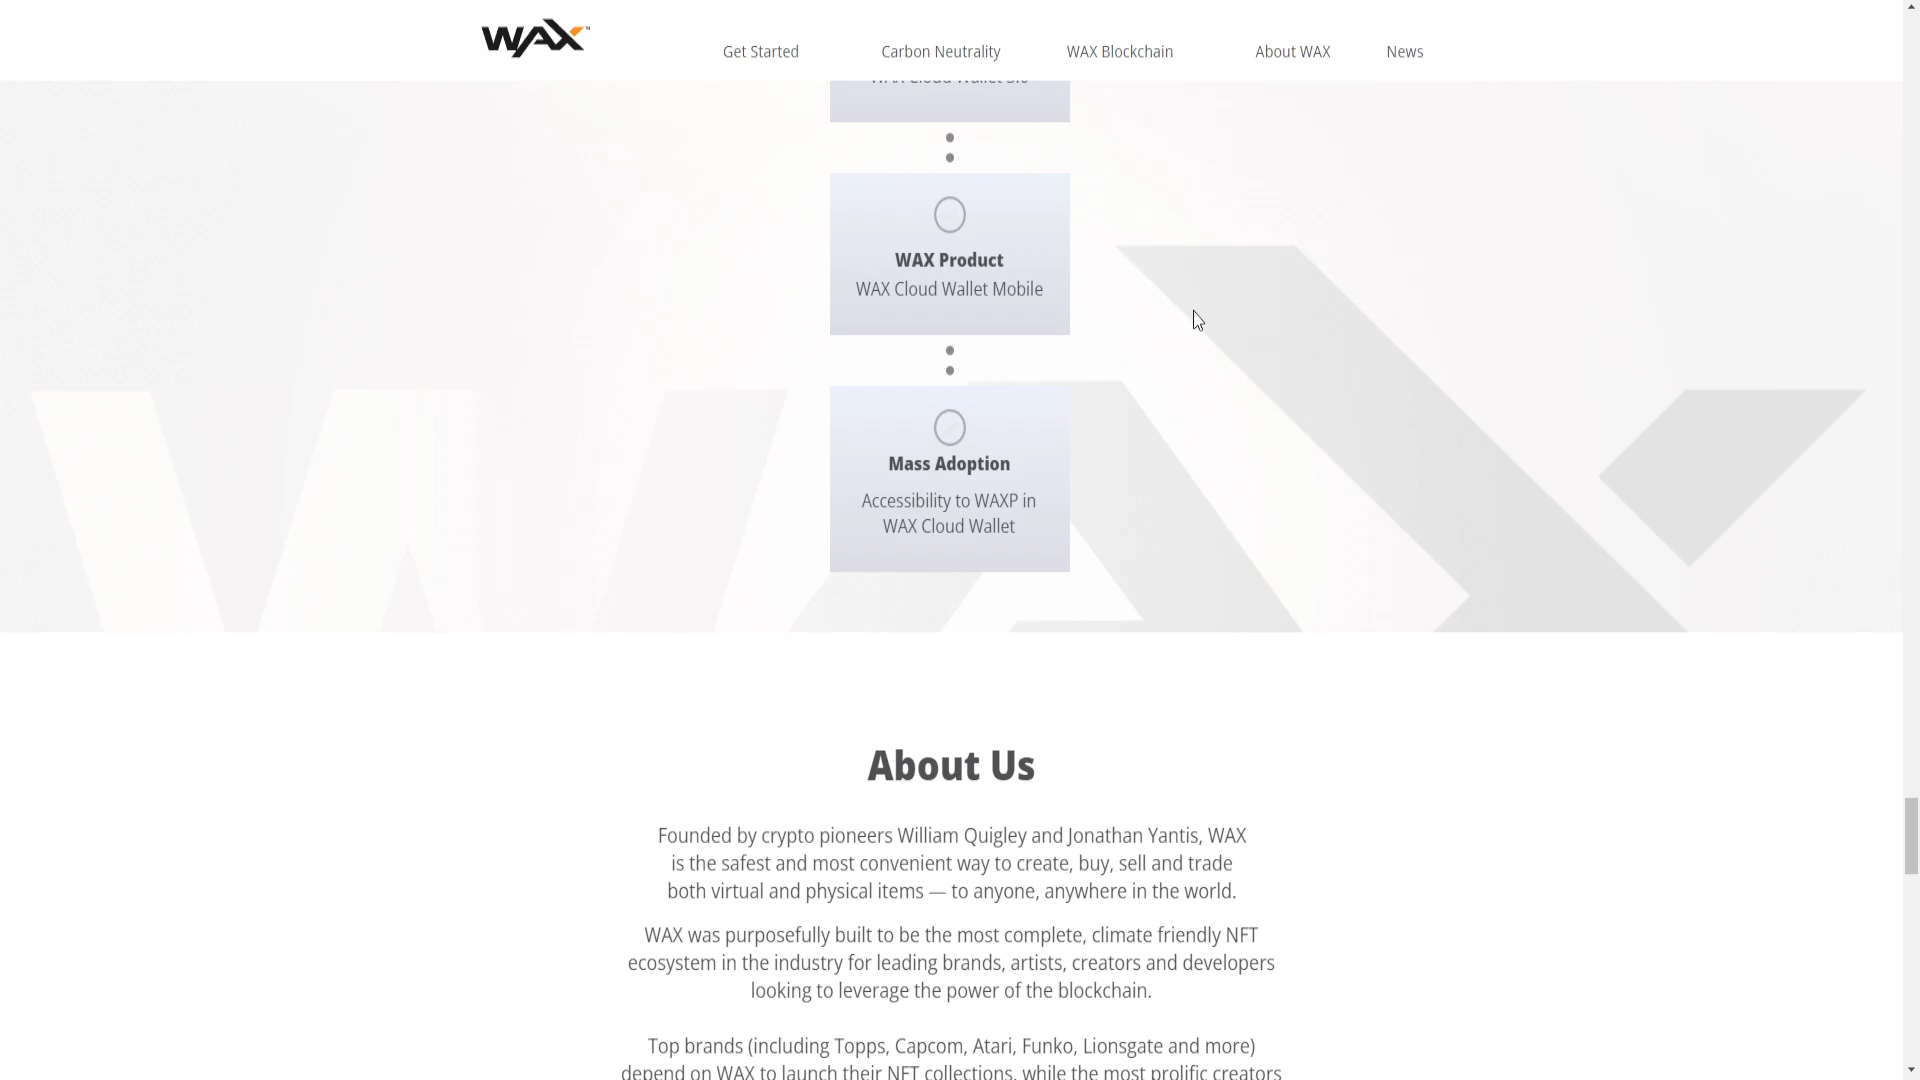 WAX
Get Started
Carbon Neutrality
WAX Blockchain
About WAX
News
WAX Cloud Wallet 3.0
WAX Product
WAX Cloud Wallet Mobile
Mass Adoption
Accessibility to WAXP in
WAX Cloud Wallet
About Us
Founded by crypto pioneers William Quigley and Jonathan Yantis, WAX
is the safest and most convenient way to create, buy, sell and trade
both virtual and physical items — to anyone, anywhere in the world.
WAX was purposefully built to be the most complete, climate friendly NFT
ecosystem in the industry for leading brands, artists, creators and developers
looking to leverage the power of the blockchain.
Top brands (including Topps, Capcom, Atari, Funko, Lionsgate and more)
depend on WAX to launch their NFT collections, while the most prolific creators